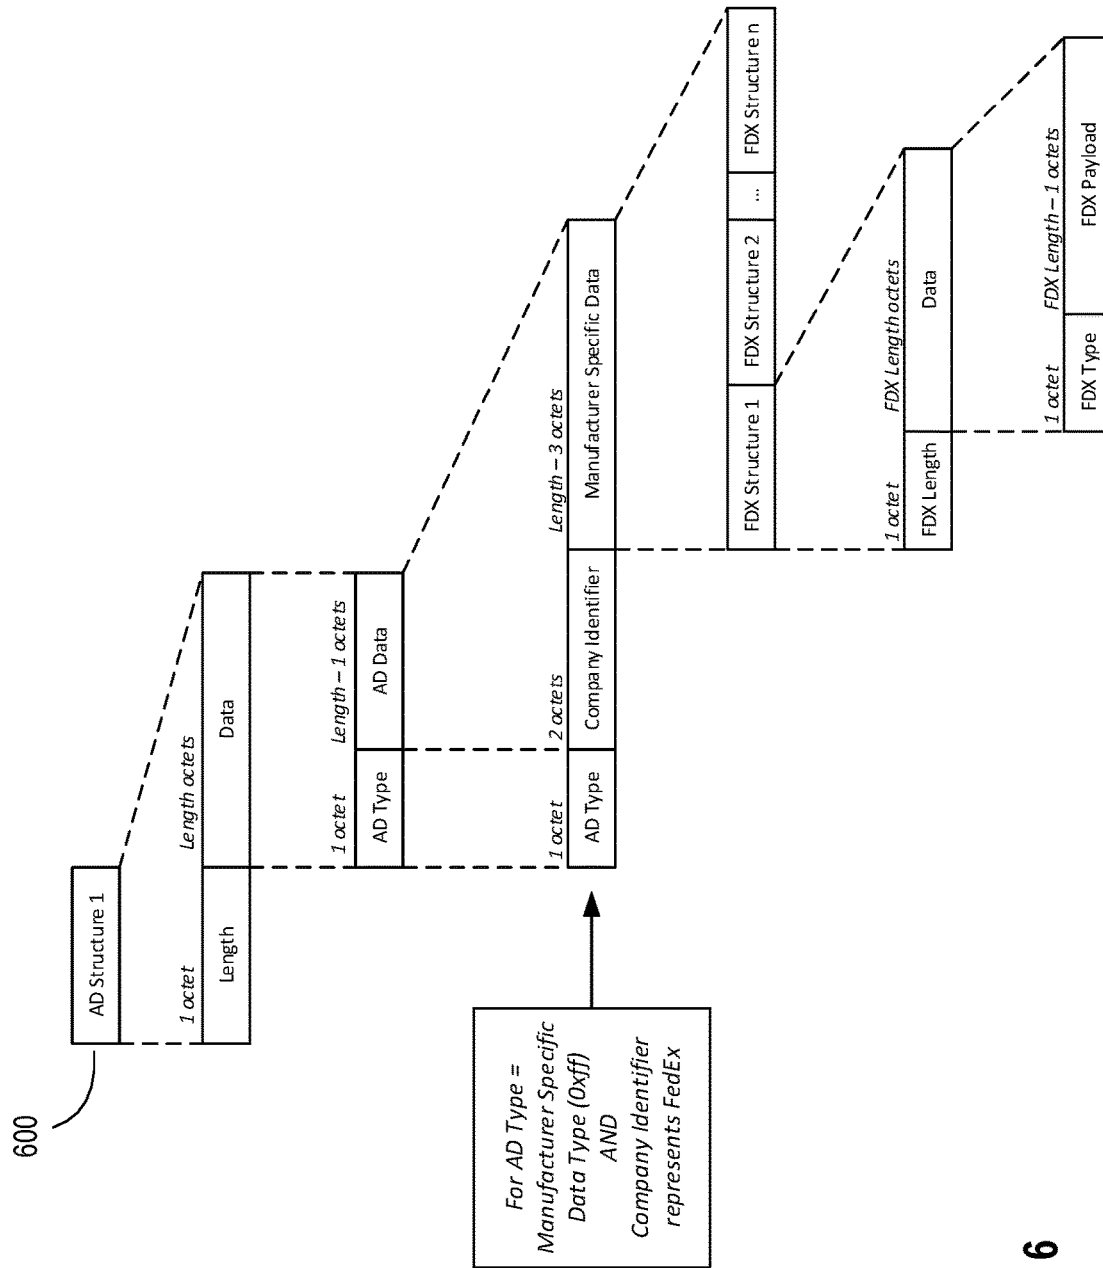 600
AD Structure 1
1 octet
Length octets
Length
Data
1 octet
Length – 1 octets
AD Type
AD Data
1 octet
2 octets
Length – 3 octets
AD Type
Company Identifier
Manufacturer Specific Data
For AD Type =
Manufacturer Specific
Data Type (0xff)
AND
Company Identifier
represents FedEx
FDX Structure 1
FDX Structure 2
...
FDX Structure n
1 octet
FDX Length octets
FDX Length
Data
1 octet
FDX Length – 1 octets
FDX Type
FDX Payload
6